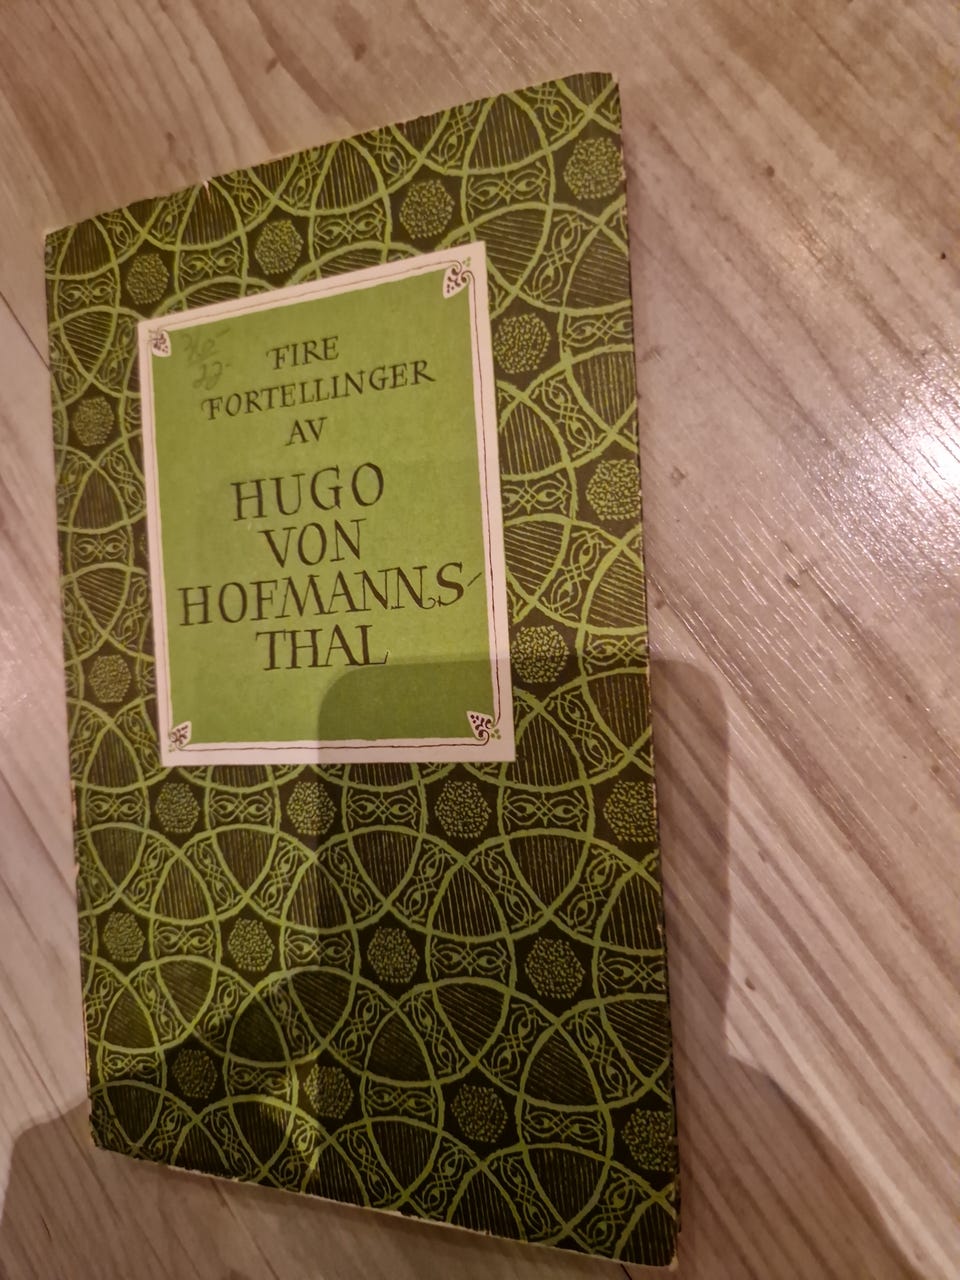 FIRE
FORTELLINGER
AV
HUGO
VON
HOFMANNS-
THAL